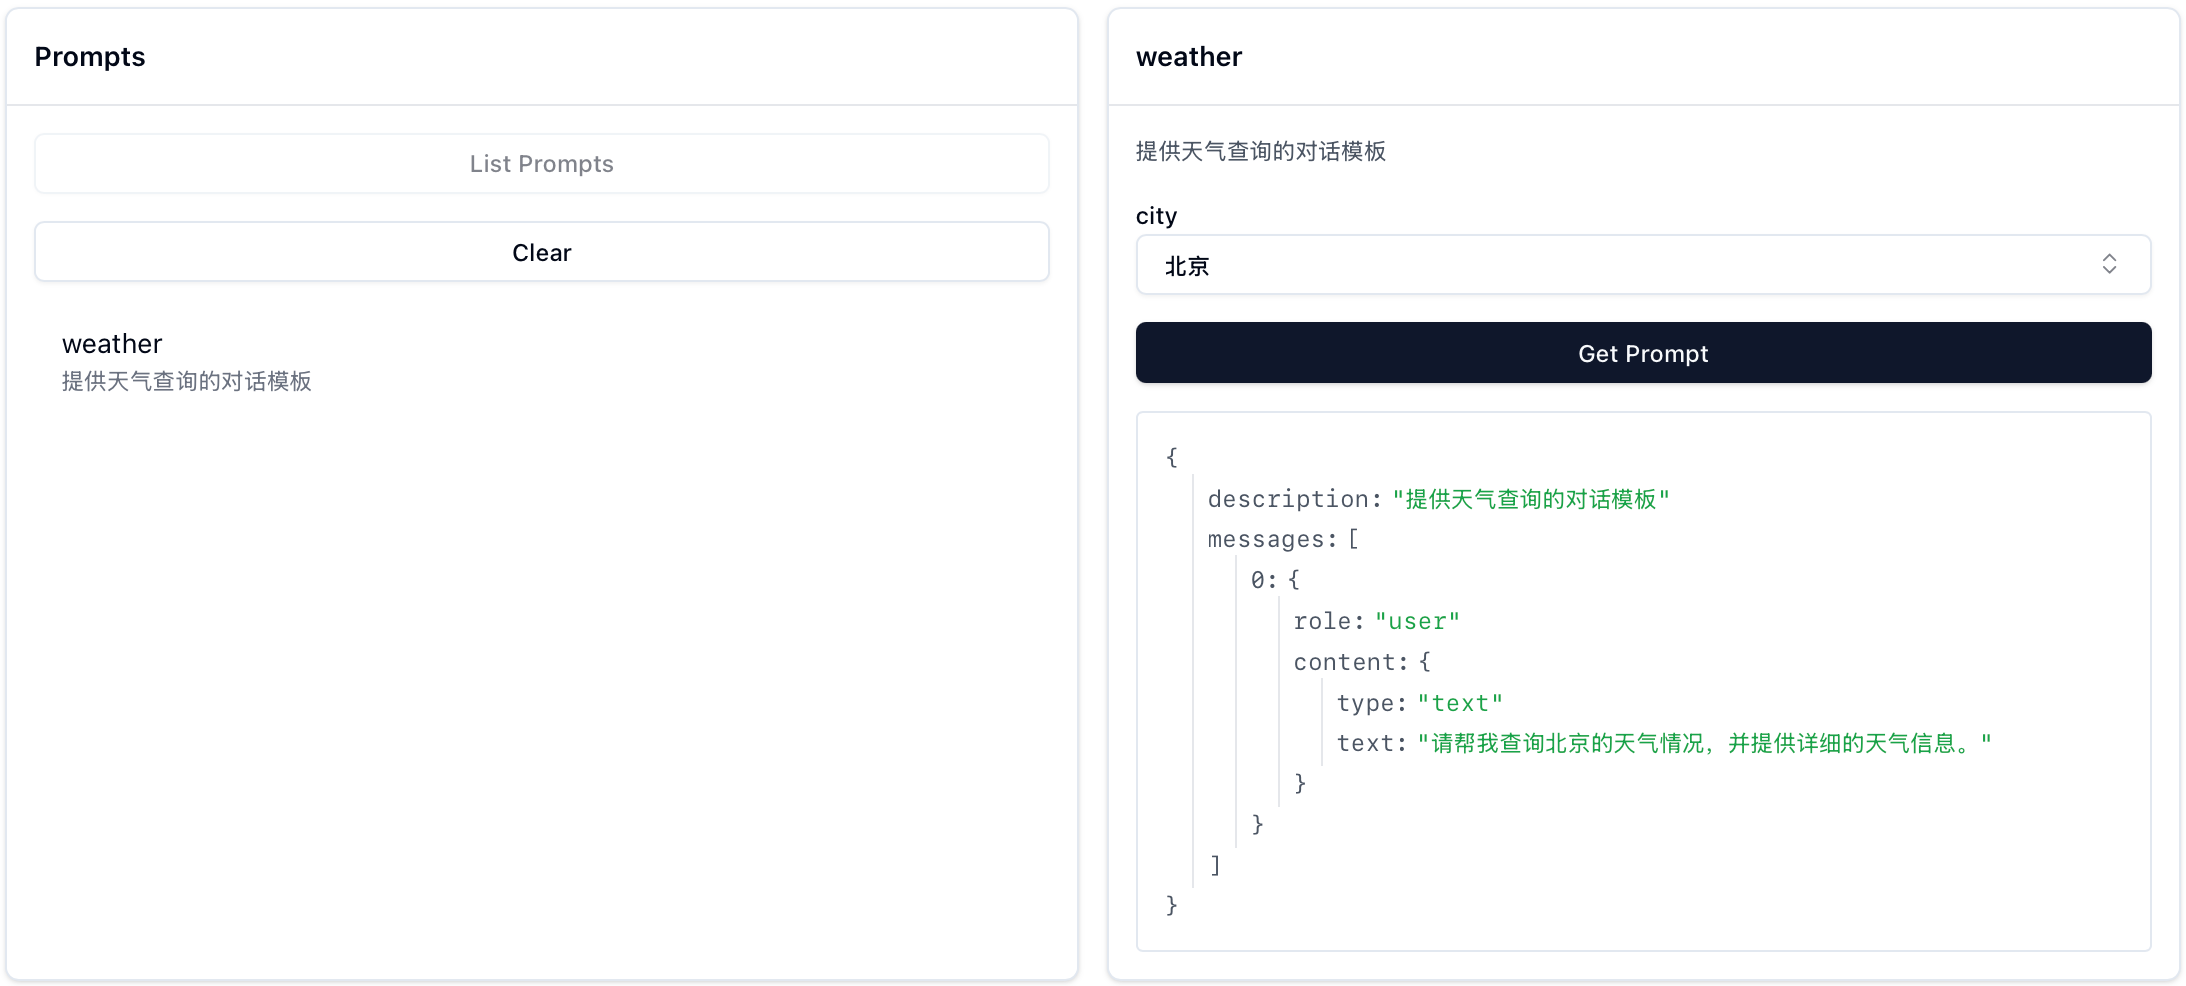 Prompts
List Prompts
Clear
weather
提供天气查询的对话模板
weather
提供天气查询的对话模板
city
北京
Get Prompt
{
description: "提供天气查询的对话模板"
messages: [
0: {
role: "user"
content: {
type: "text"
text: "请帮我查询北京的天气情况，并提供详细的天气信息。"
}
}
]
}